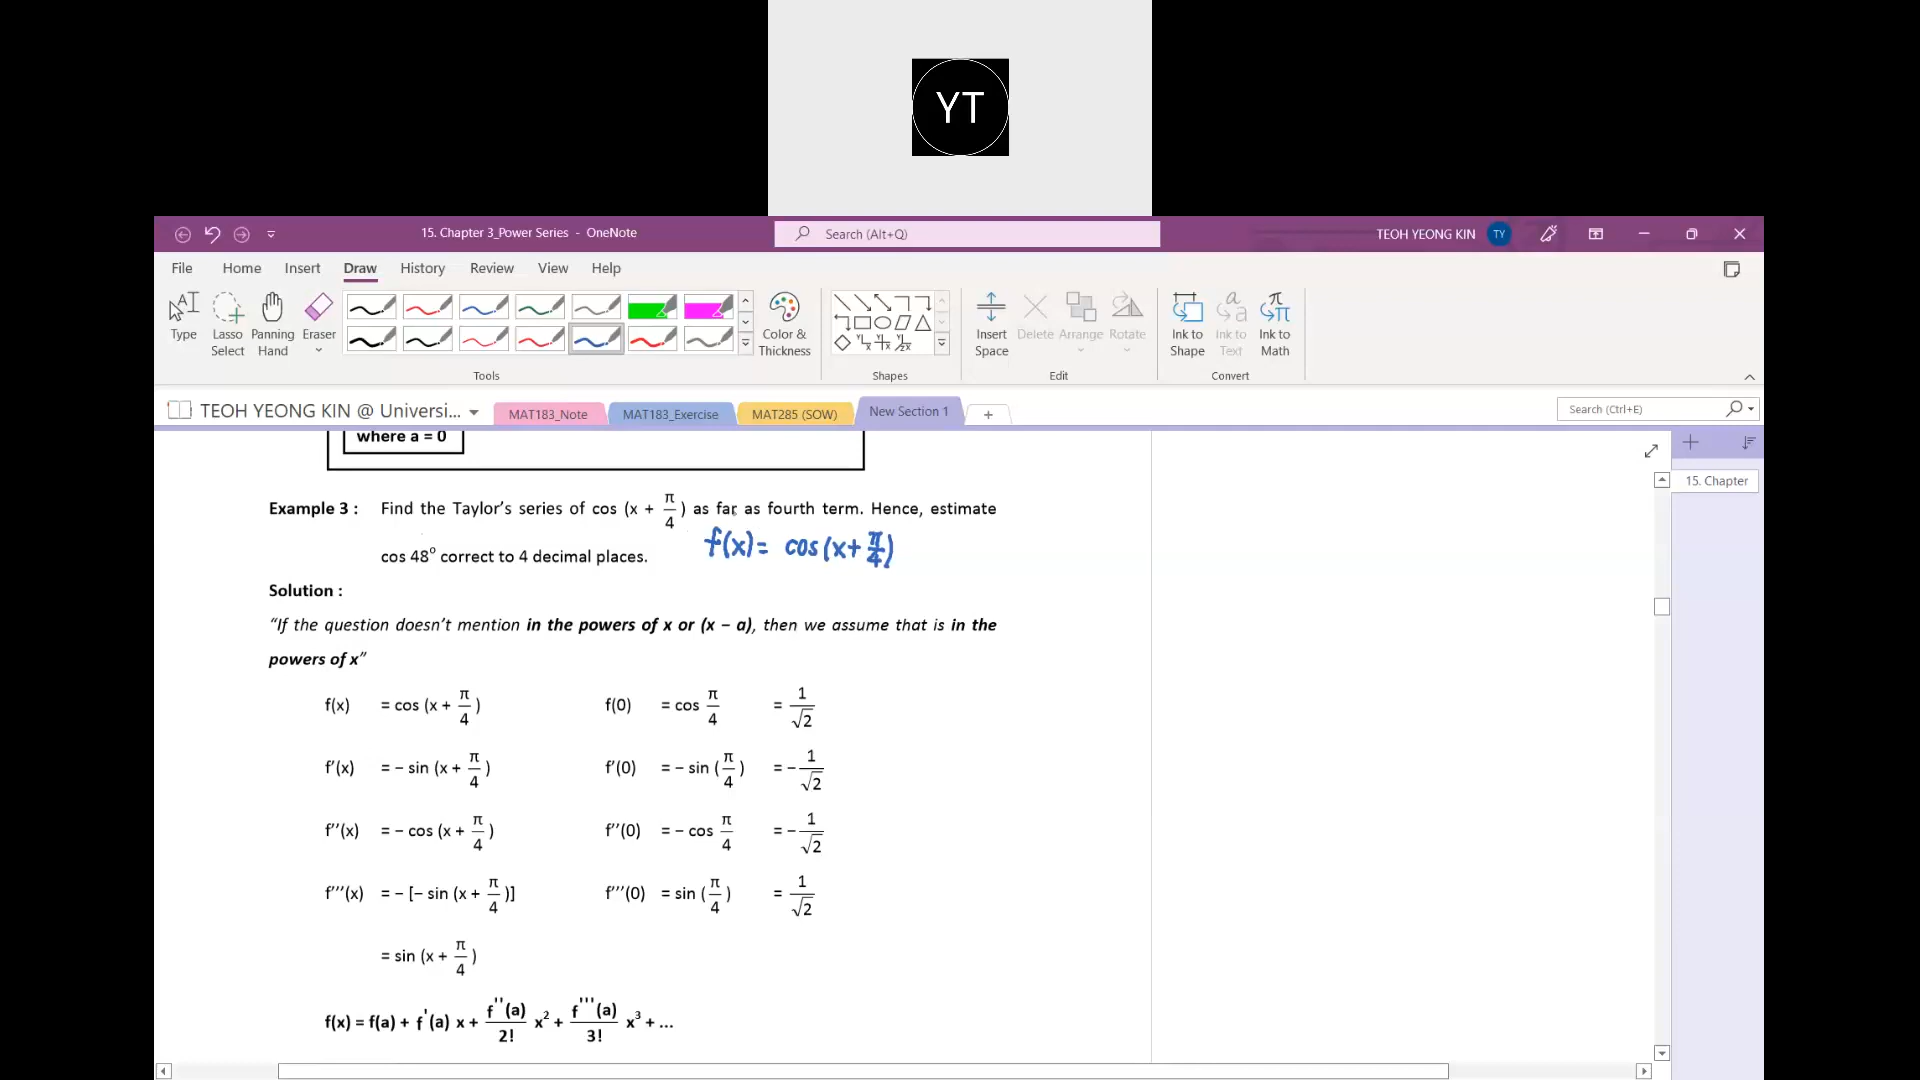 YT
15. Chapter 3_Power Series - OneNote
Search (Alt+Q)
TEOH YEONG KIN TY
File Home Insert Draw History Review View Help
Type Lasso Select Panning Hand Eraser Color & Thickness Insert Space Delete Arrange Rotate Ink to Shape Ink to Text Ink to Math
Tools Shapes Edit Convert
TEOH YEONG KIN @ Universi... MAT183_Note MAT183_Exercise MAT285 (SOW) New Section 1 + Search (Ctrl+E)
where a = 0
15. Chapter
Example 3 : Find the Taylor's series of cos (x + π/4) as far as fourth term. Hence, estimate
cos 48° correct to 4 decimal places. f(x) = cos(x + π/4)
Solution :
“If the question doesn't mention in the powers of x or (x – a), then we assume that is in the
powers of x”
f(x) = cos (x + π/4) f(0) = cos π/4 = 1/√2
f'(x) = – sin (x + π/4) f'(0) = – sin (π/4) = – 1/√2
f''(x) = – cos (x + π/4) f''(0) = – cos π/4 = – 1/√2
f'''(x) = – [– sin (x + π/4)] f'''(0) = sin (π/4) = 1/√2
= sin (x + π/4)
f(x) = f(a) + f'(a) x + f''(a)/2! x² + f'''(a)/3! x³ + ...